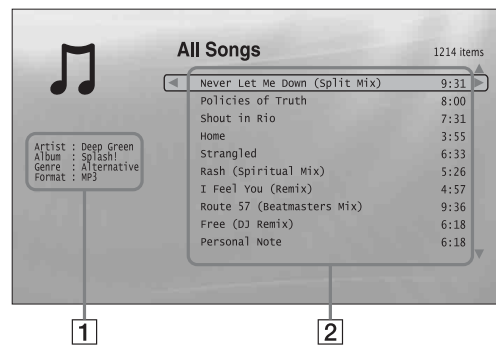 All Songs
1214 items
Never Let Me Down (Split Mix) 9:31
Policies of Truth 8:00
Shout in Rio 7:31
Home 3:55
Strangled 6:33
Rash (Spiritual Mix) 5:26
I Feel You (Remix) 4:57
Route 57 (Beatmasters Mix) 9:36
Free (DJ Remix) 6:18
Personal Note 6:18
Artist : Deep Green
Album : Splash!
Genre : Alternative
Format : MP3
1
2